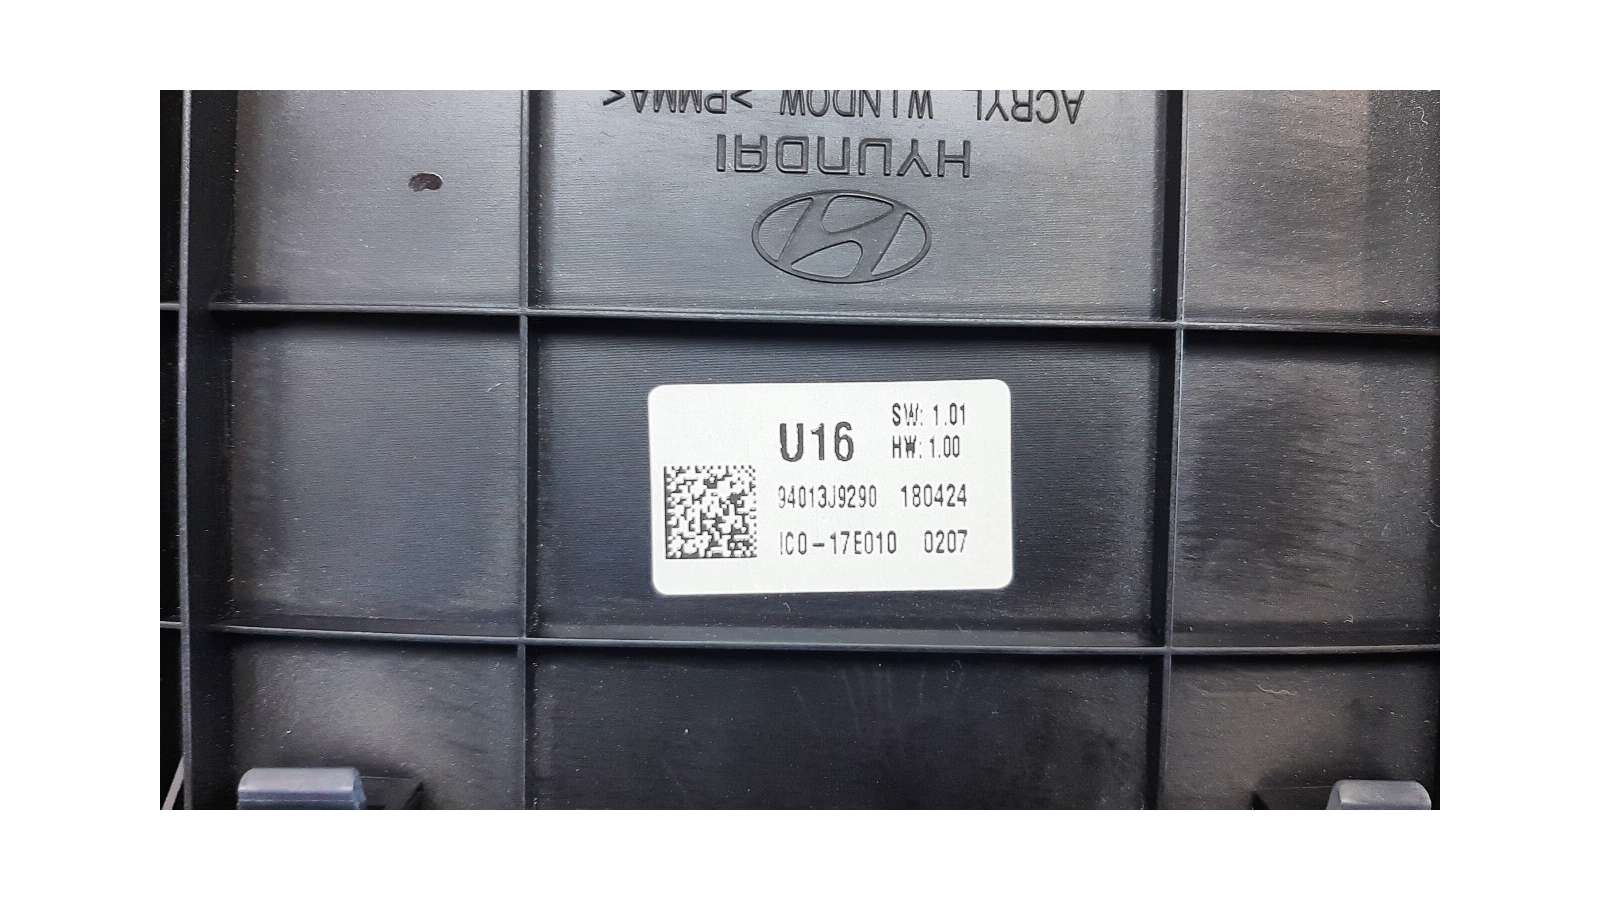 ACRYL WINDOW >PMMA<
HYUNDAI
U16
SW: 1.01
HW: 1.00
94013J9290 180424
ICO-17E010 0207